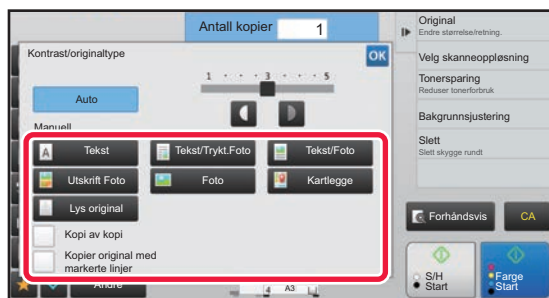 Antall kopier 1
Kontrast/originaltype
OK
1 3 5
Auto
Manuell
A Tekst
Tekst/Trykt.Foto
Tekst/Foto
Utskrift Foto
Foto
Kartlegge
Lys original
Kopi av kopi
Kopier original med
markerte linjer
Andre
4 A3
Original
Endre størrelse/retning.
Velg skanneoppløsning
Tonersparing
Reduser tonerforbruk
Bakgrunnsjustering
Slett
Slett skygge rundt
Forhåndsvis
CA
S/H
Start
Farge
Start